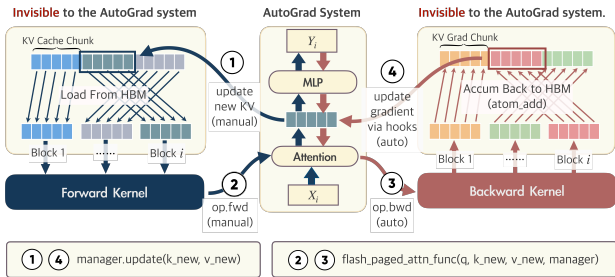 Invisible to the AutoGrad system
AutoGrad System
Invisible to the AutoGrad system.
KV Cache Chunk
Load From HBM
Block 1
......
Block i
Forward Kernel
1
update
new KV
(manual)
2
op.fwd
(manual)
Y_i
MLP
Attention
X_i
4
update
gradient
via hooks
(auto)
3
op.bwd
(auto)
KV Grad Chunk
Accum Back to HBM
(atom_add)
Block 1
......
Block i
Backward Kernel
1 4 manager.update(k_new, v_new)
2 3 flash_paged_attn_func(q, k_new, v_new, manager)